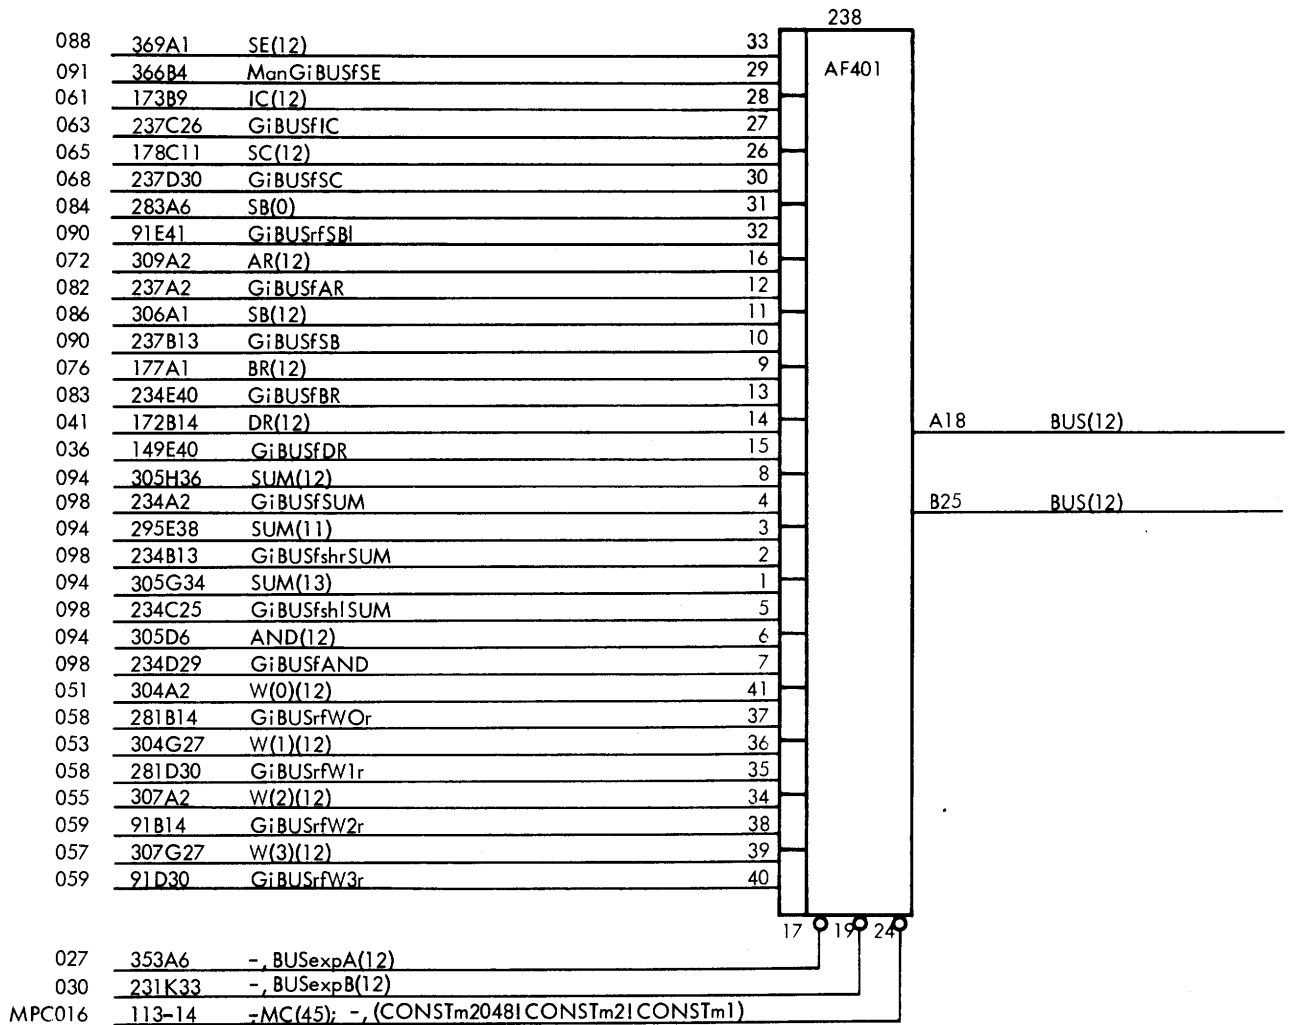 238
AF401
088 369A1 SE(12) 33
091 366B4 ManGiBUSfSE 29
061 173B9 IC(12) 28
063 237C26 GiBUSfIC 27
065 178C11 SC(12) 26
068 237D30 GiBUSfSC 30
084 283A6 SB(0) 31
090 91E41 GiBUSrfSBl 32
072 309A2 AR(12) 16
082 237A2 GiBUSfAR 12
086 306A1 SB(12) 11
090 237B13 GiBUSfSB 10
076 177A1 BR(12) 9
083 234E40 GiBUSfBR 13
041 172B14 DR(12) 14 A18 BUS(12)
036 149E40 GiBUSfDR 15
094 305H36 SUM(12) 8
098 234A2 GiBUSfSUM 4 B25 BUS(12)
094 295E38 SUM(11) 3
098 234B13 GiBUSfshrSUM 2
094 305G34 SUM(13) 1
098 234C25 GiBUSfshlSUM 5
094 305D6 AND(12) 6
098 234D29 GiBUSfAND 7
051 304A2 W(0)(12) 41
058 281B14 GiBUSrfWOr 37
053 304G27 W(1)(12) 36
058 281D30 GiBUSrfW1r 35
055 307A2 W(2)(12) 34
059 91B14 GiBUSrfW2r 38
057 307G27 W(3)(12) 39
059 91D30 GiBUSrfW3r 40
17 19 24
027 353A6 -,BUSexpA(12)
030 231K33 -,BUSexpB(12)
MPC016 113-14 -,MC(45); -,(CONSTm2048!CONSTm2!CONSTm1)